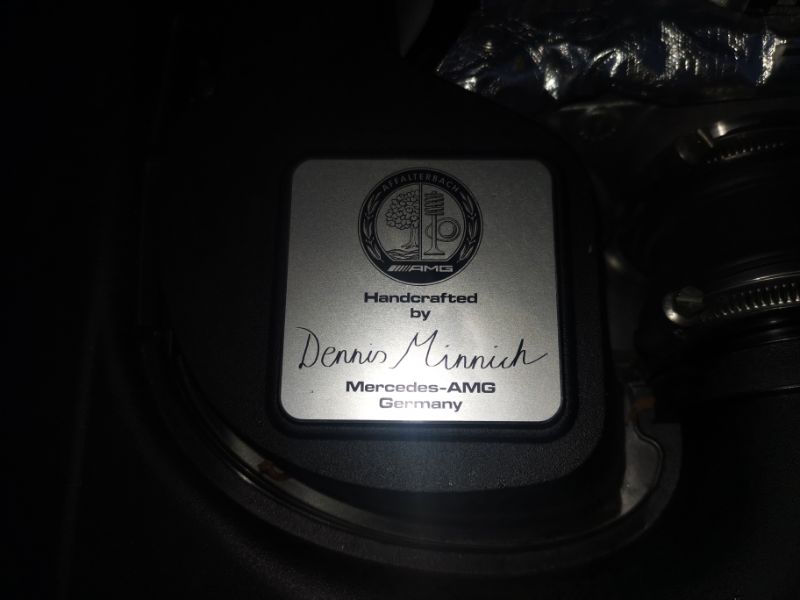 AFFALTERBACH
AMG
Handcrafted
by
Dennis Minnich
Mercedes-AMG
Germany